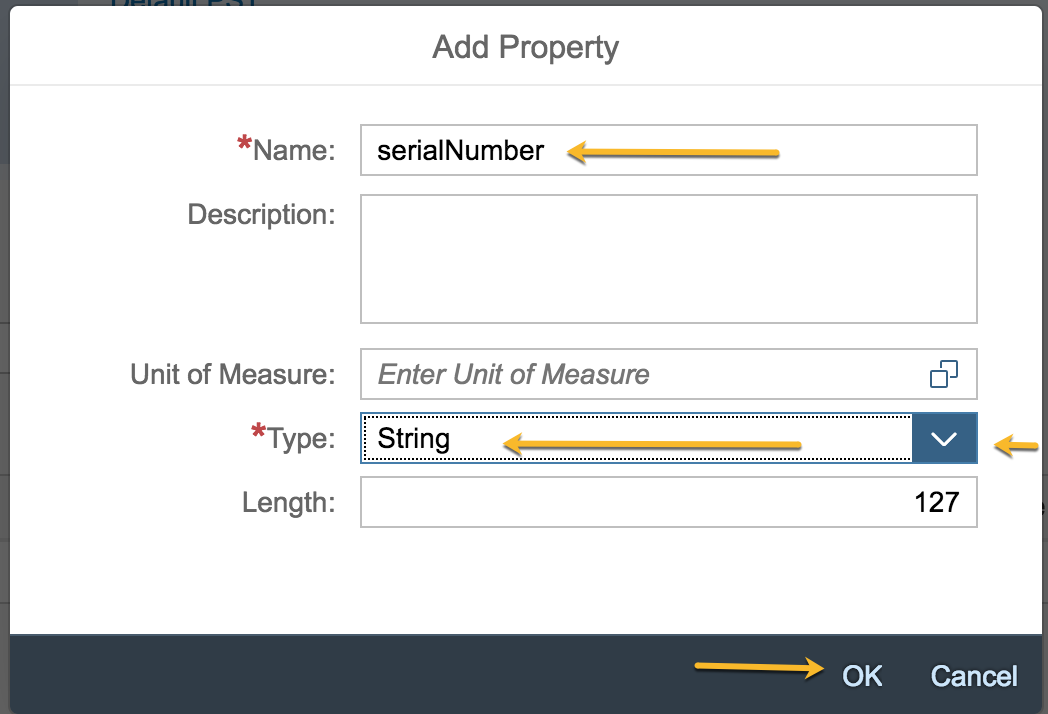 Add Property
*Name: serialNumber
Description:
Unit of Measure: Enter Unit of Measure
*Type: String
Length: 127
OK Cancel